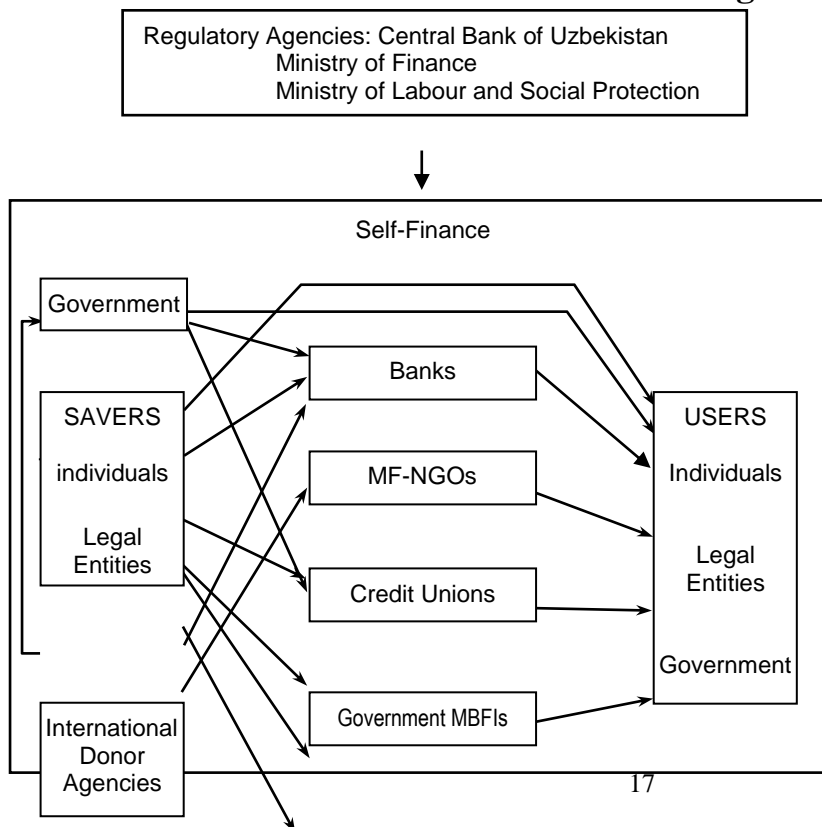 Regulatory Agencies: Central Bank of Uzbekistan
Ministry of Finance
Ministry of Labour and Social Protection
Self-Finance
Government
SAVERS
individuals
Legal
Entities
International
Donor
Agencies
Banks
MF-NGOs
Credit Unions
Government MBFIs
USERS
Individuals
Legal
Entities
Government
17